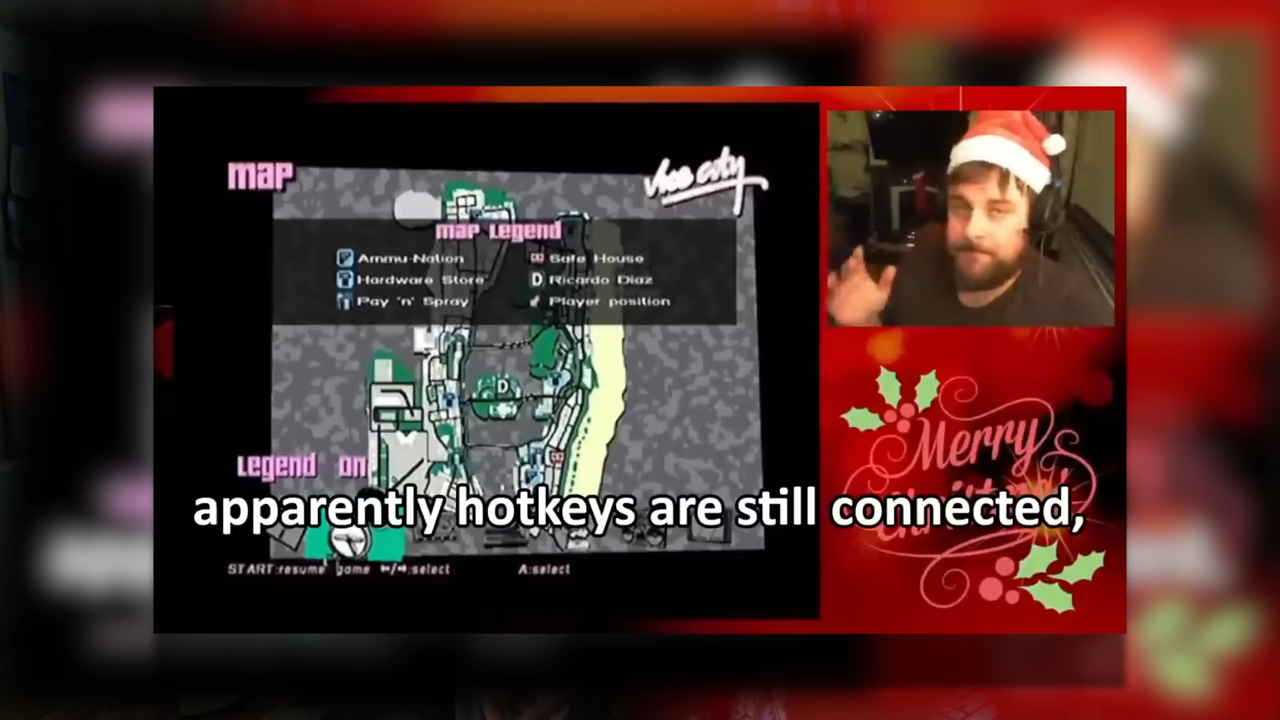 map
vice city
map Legend
Ammu-Nation
Safe House
Hardware Store
D Ricardo Diaz
Pay 'n' Spray
Player position
D
Legend on
Merry
apparently hotkeys are still connected,
START:resume game ←/→:select
A:select